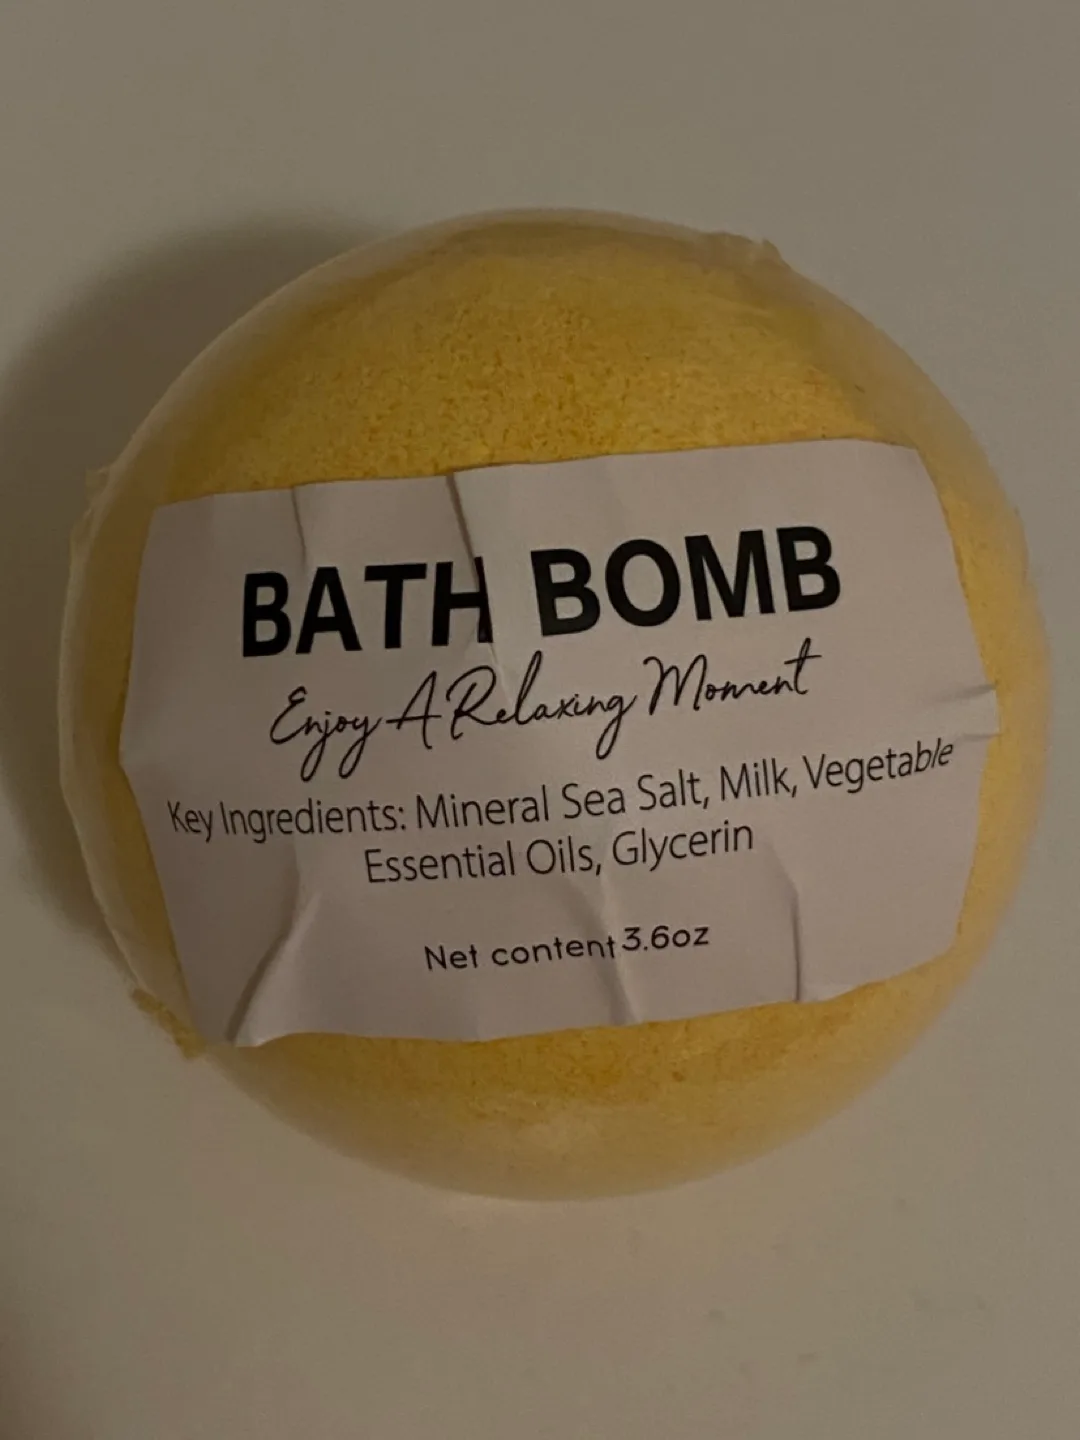 BATH BOMB
Enjoy A Relaxing Moment
Key Ingredients: Mineral Sea Salt, Milk, Vegetable
Essential Oils, Glycerin
Net content 3.6oz